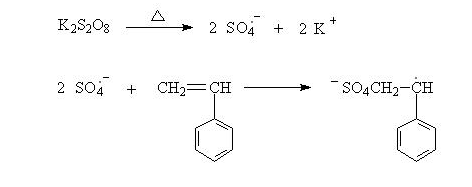 K₂S₂O₈ △ 2 SO₄·⁻ + 2 K⁺
2 SO₄·⁻ + CH₂=CH ⁻SO₄CH₂-ĊH